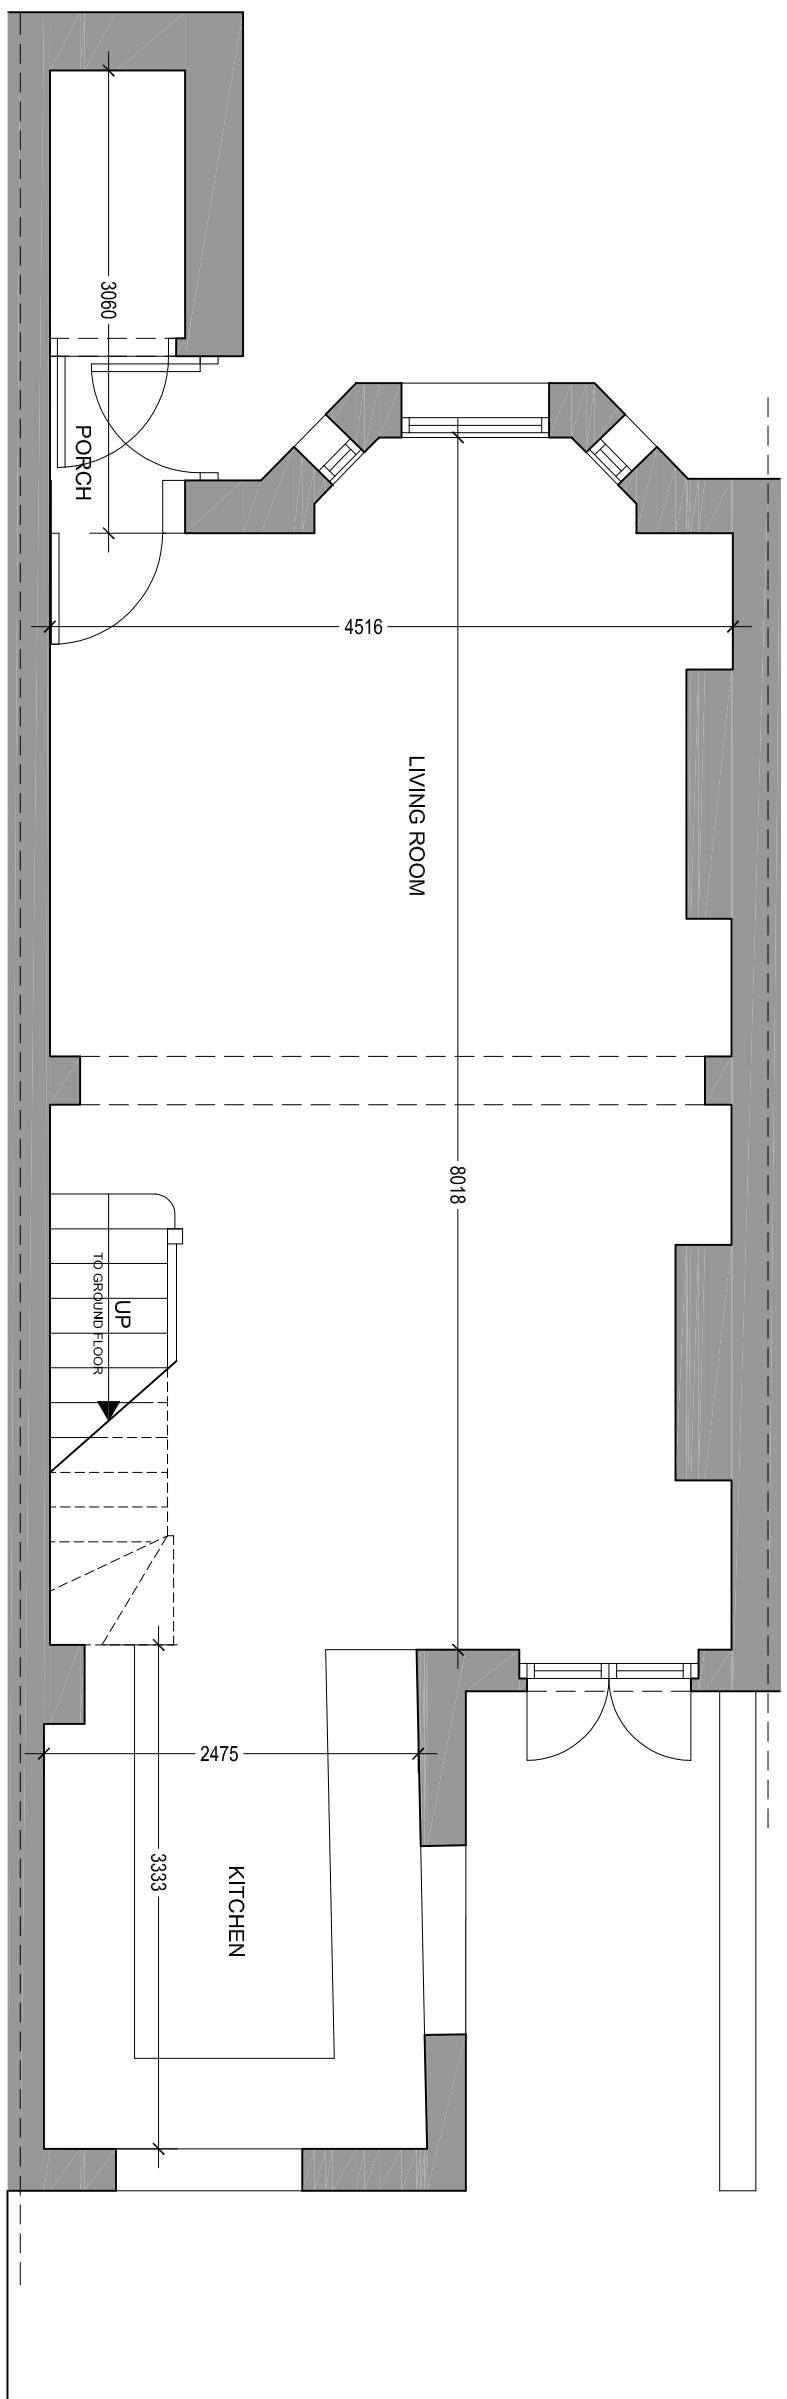 3060
PORCH
4516
LIVING ROOM
8018
UP
TO GROUND FLOOR
2475
3333
KITCHEN